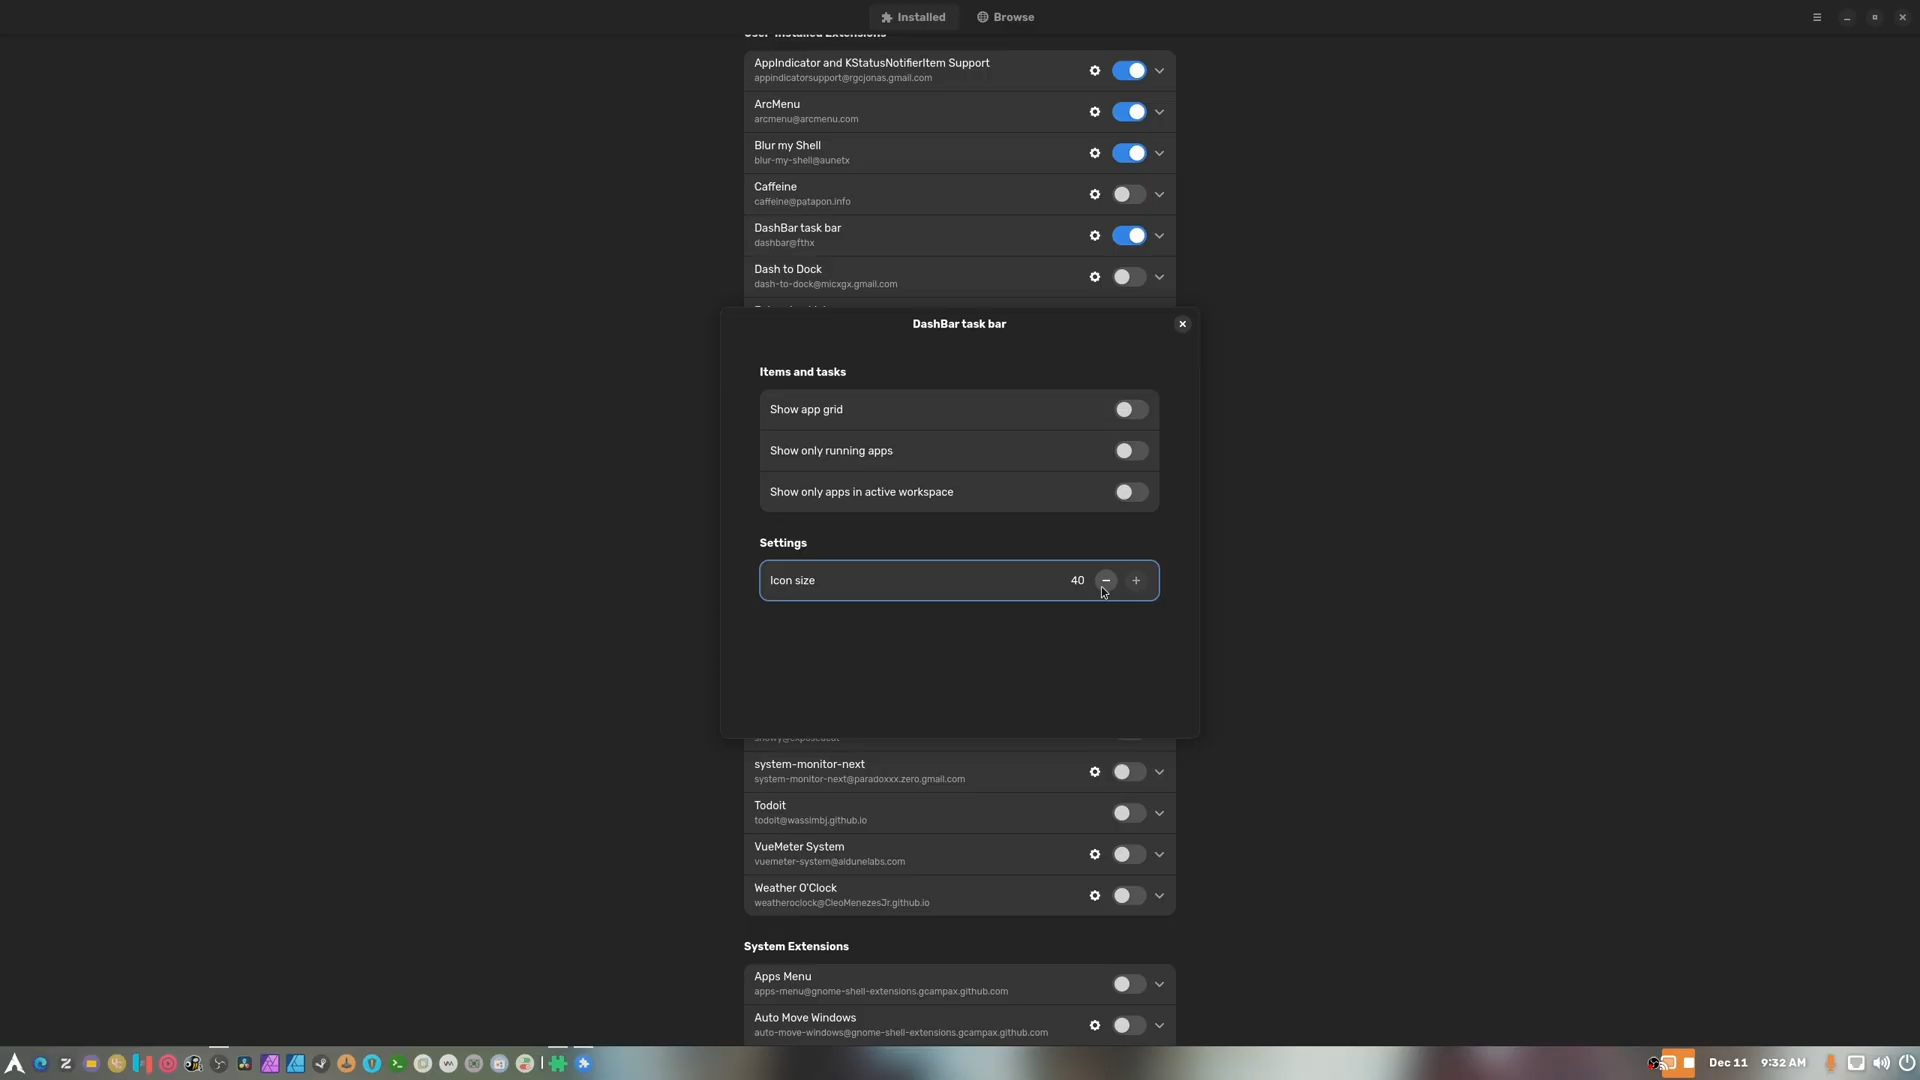 Installed
Browse
User-Installed Extensions
AppIndicator and KStatusNotifierItem Support
appindicatorsupport@rgcjonas.gmail.com
ArcMenu
arcmenu@arcmenu.com
Blur my Shell
blur-my-shell@aunetx
Caffeine
caffeine@patapon.info
DashBar task bar
dashbar@fthx
Dash to Dock
dash-to-dock@micxgx.gmail.com
DashBar task bar
Items and tasks
Show app grid
Show only running apps
Show only apps in active workspace
Settings
Icon size
40
system-monitor-next
system-monitor-next@paradoxxx.zero.gmail.com
Todoit
todoit@wassimbj.github.io
VueMeter System
vuemeter-system@aldunelabs.com
Weather O'Clock
weatheroclock@CleoMenezesJr.github.io
System Extensions
Apps Menu
apps-menu@gnome-shell-extensions.gcampax.github.com
Auto Move Windows
auto-move-windows@gnome-shell-extensions.gcampax.github.com
Dec 11 9:32 AM